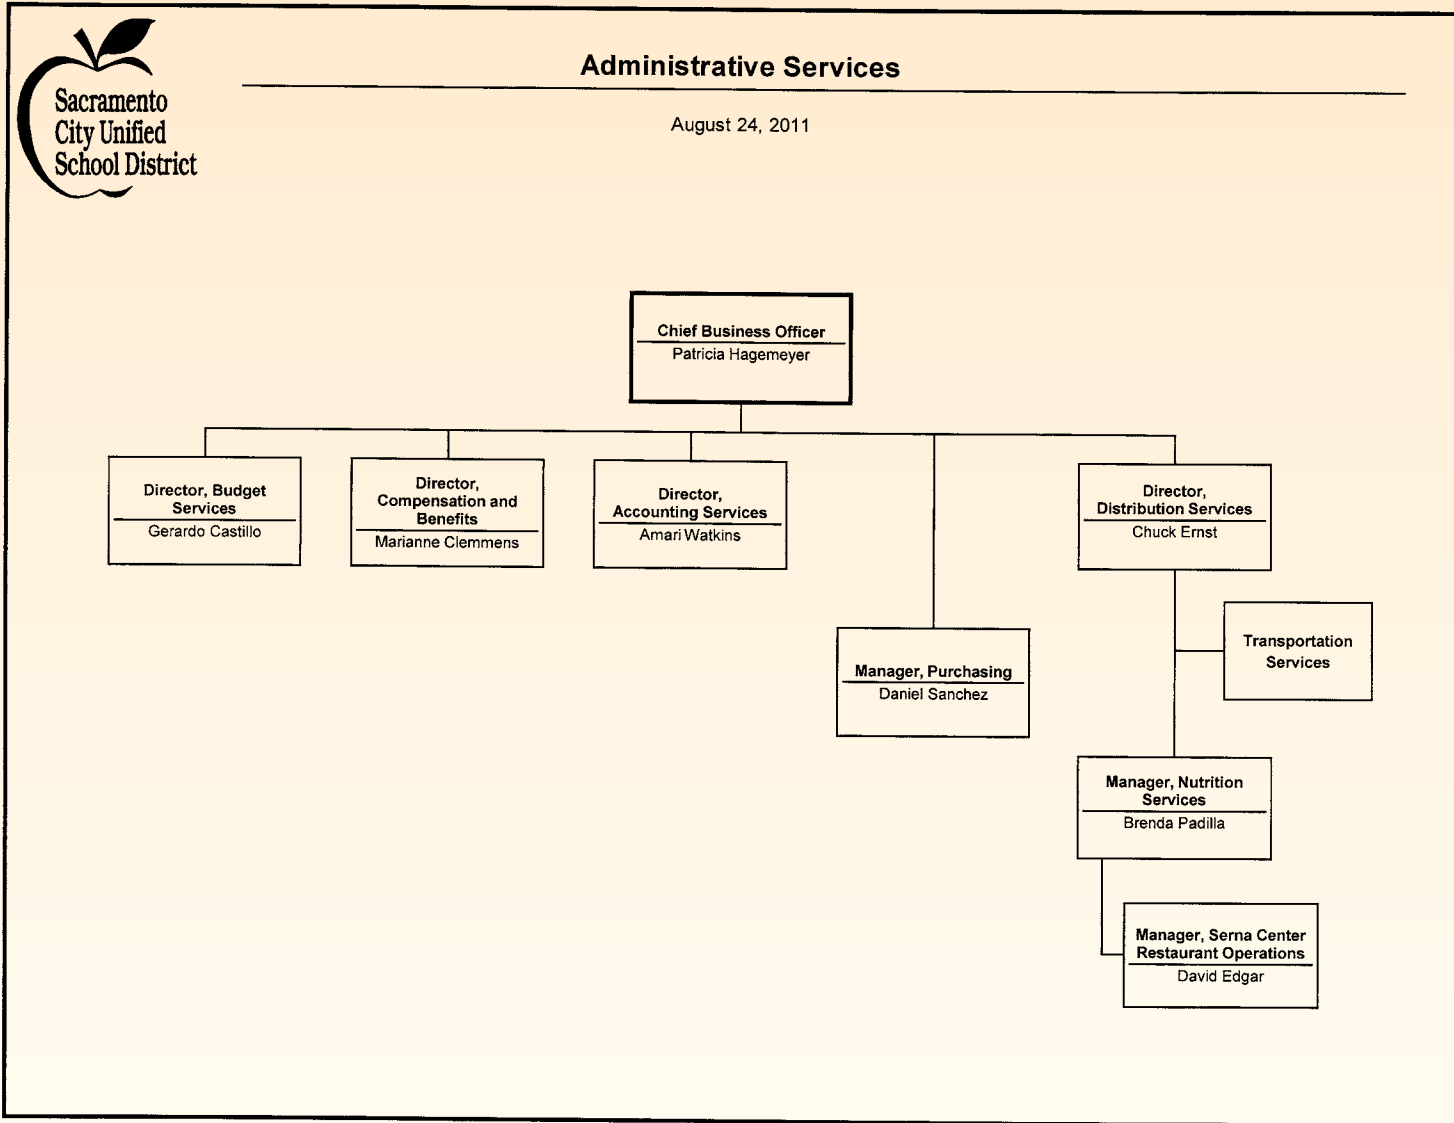 Sacramento
City Unified
School District
Administrative Services
August 24, 2011
Chief Business Officer
Patricia Hagemeyer
Director, Budget
Services
Gerardo Castillo
Director,
Compensation and
Benefits
Marianne Clemmens
Director,
Accounting Services
Amari Watkins
Director,
Distribution Services
Chuck Ernst
Transportation
Services
Manager, Purchasing
Daniel Sanchez
Manager, Nutrition
Services
Brenda Padilla
Manager, Serna Center
Restaurant Operations
David Edgar